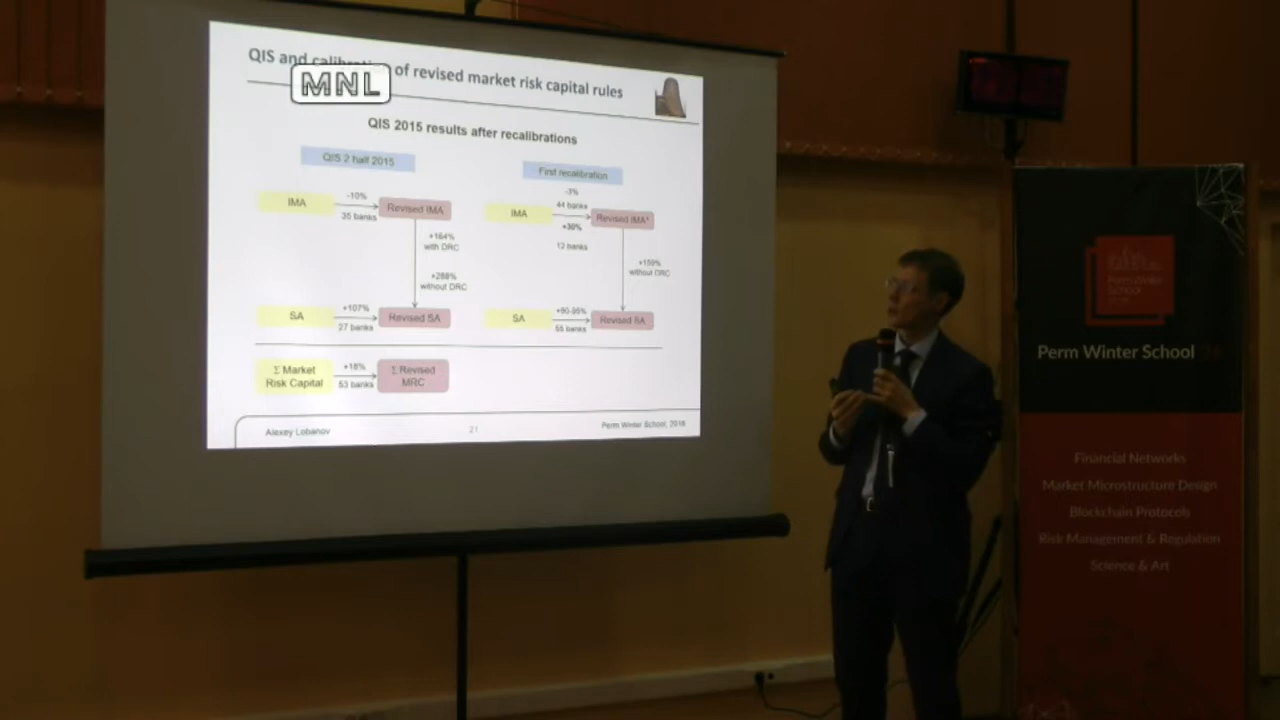 QIS and calibration of revised market risk capital rules
MNL
QIS 2015 results after recalibrations
QIS 2 half 2015
IMA
-10%
35 banks
Revised IMA
+164%
with DRC
+288%
without DRC
SA
+107%
27 banks
Revised SA
Σ Market
Risk Capital
+18%
53 banks
Σ Revised
MRC
First recalibration
IMA
-3%
44 banks
+30%
12 banks
Revised IMA*
+159%
without DRC
SA
55 banks
Revised SA
Alexey Lobanov
21
Perm Winter School, 2016
Perm Winter
School
Perm Winter School
Financial Networks
Market Microstructure Design
Blockchain Protocols
Risk Management & Regulation
Science & Art